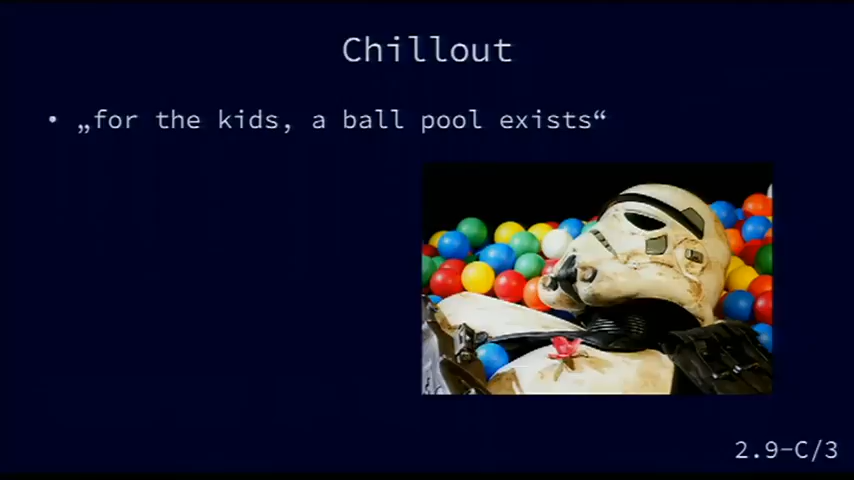 Chillout
• „for the kids, a ball pool exists“
2.9-C/3